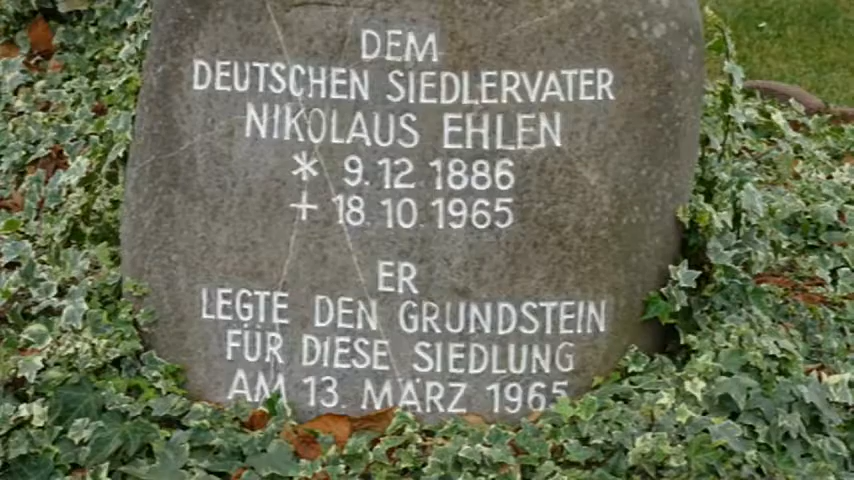 DEM
DEUTSCHEN SIEDLERVATER
NIKOLAUS EHLEN
* 9.12.1886
+ 18.10.1965
ER
LEGTE DEN GRUNDSTEIN
FÜR DIESE SIEDLUNG
AM 13. MÄRZ 1965